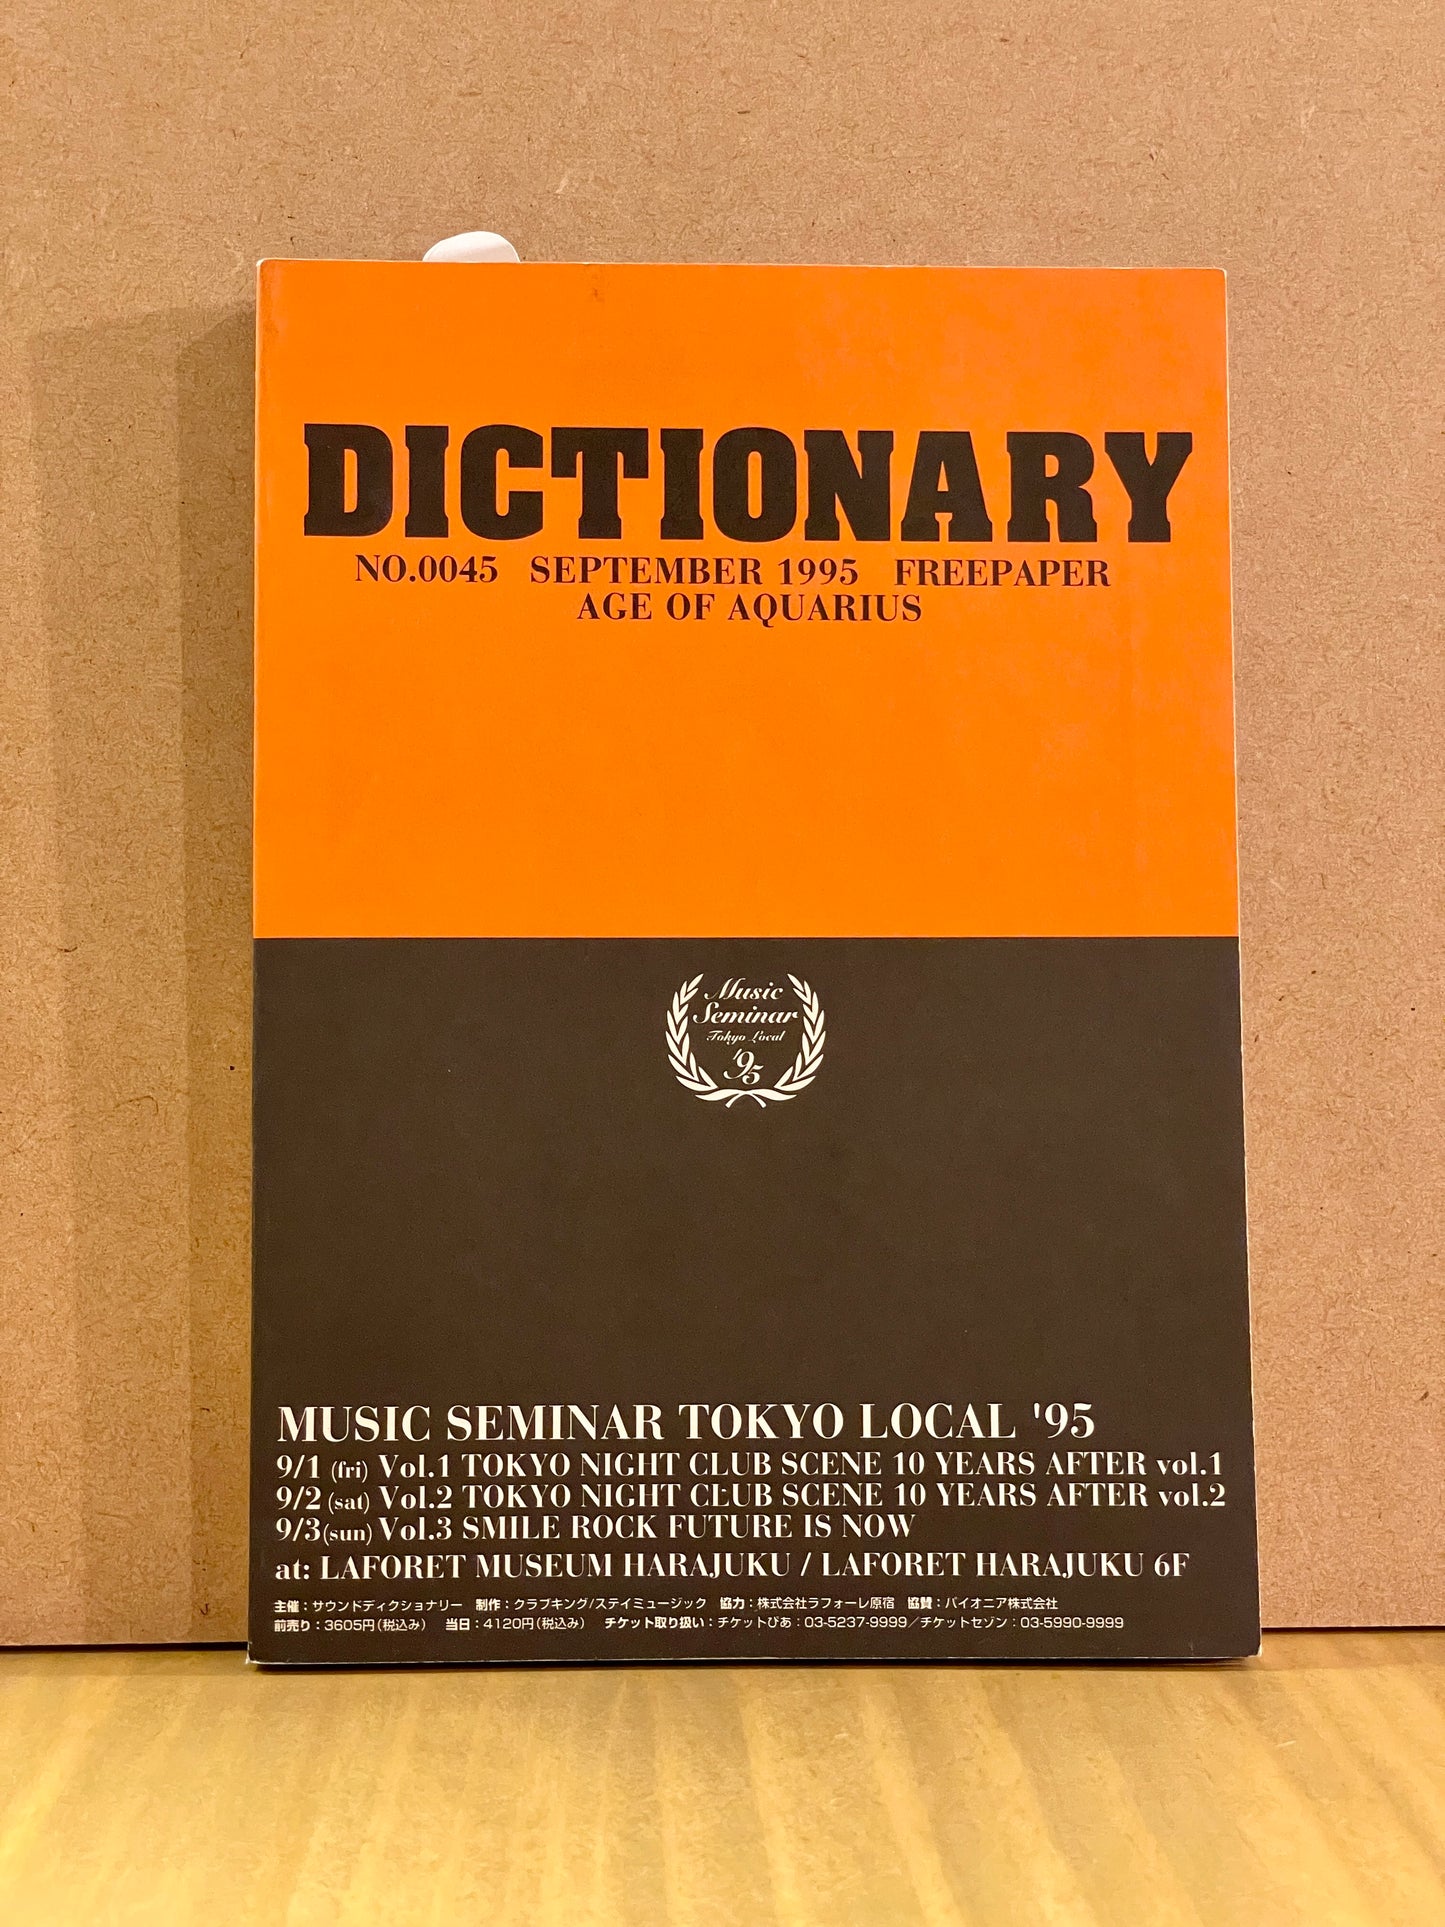 DICTIONARY
NO.0045 SEPTEMBER 1995 FREEPAPER
AGE OF AQUARIUS
Music
Seminar
Tokyo Local
'95
MUSIC SEMINAR TOKYO LOCAL '95
9/1 (fri) Vol.1 TOKYO NIGHT CLUB SCENE 10 YEARS AFTER vol.1
9/2 (sat) Vol.2 TOKYO NIGHT CLUB SCENE 10 YEARS AFTER vol.2
9/3 (sun) Vol.3 SMILE ROCK FUTURE IS NOW
at: LAFORET MUSEUM HARAJUKU / LAFORET HARAJUKU 6F
主催：サウンドディクショナリー 制作：クラブキング/ステイミュージック 協力：株式会社ラフォーレ原宿 協賛：パイオニア株式会社
前売り：3605円（税込み） 当日：4120円（税込み） チケット取り扱い：チケットぴあ：03-5237-9999／チケットセゾン：03-5990-9999